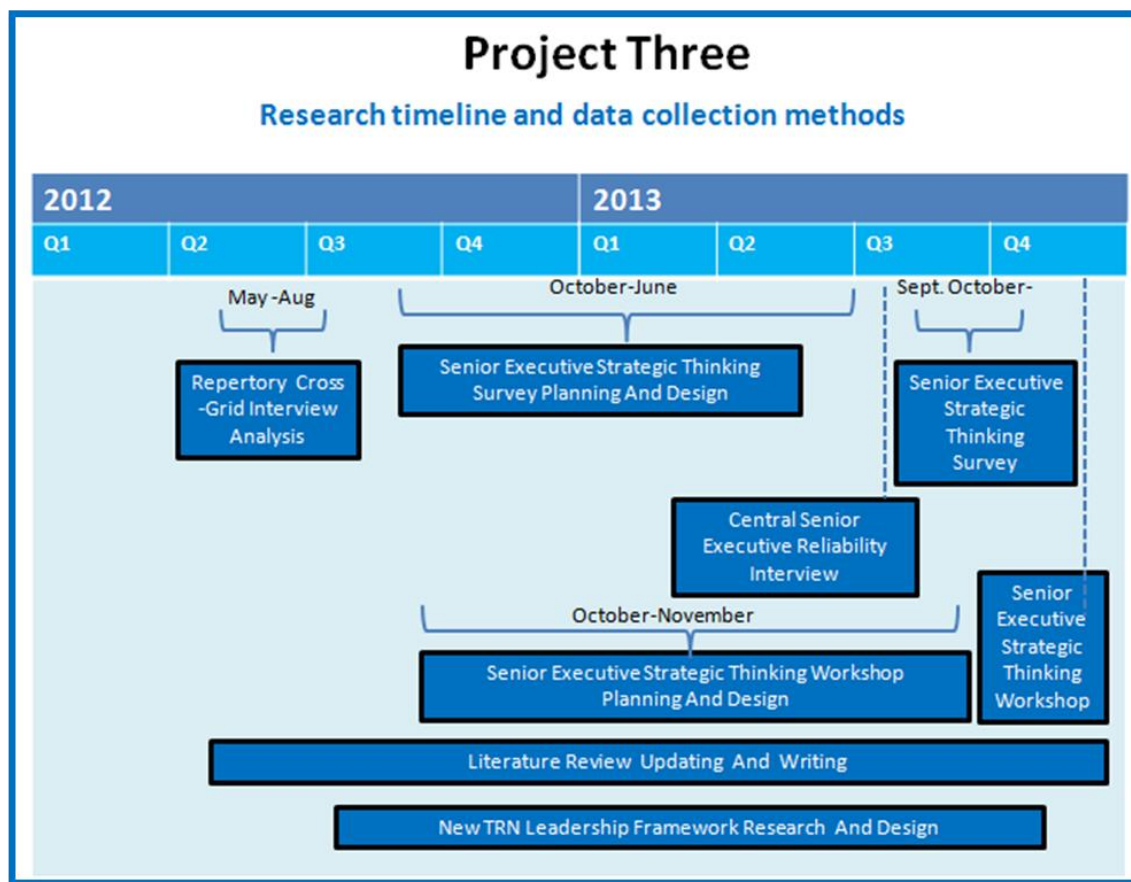 Project Three
Research timeline and data collection methods
2012
2013
Q1
Q2
Q3
Q4
Q1
Q2
Q3
Q4
May -Aug
October-June
Sept. October-
Repertory Cross
-Grid Interview
Analysis
Senior Executive Strategic Thinking
Survey Planning And Design
Senior Executive
Strategic
Thinking
Survey
Central Senior
Executive Reliability
Interview
October-November
Senior Executive Strategic Thinking Workshop
Planning And Design
Senior
Executive
Strategic
Thinking
Workshop
Literature Review Updating And Writing
New TRN Leadership Framework Research And Design